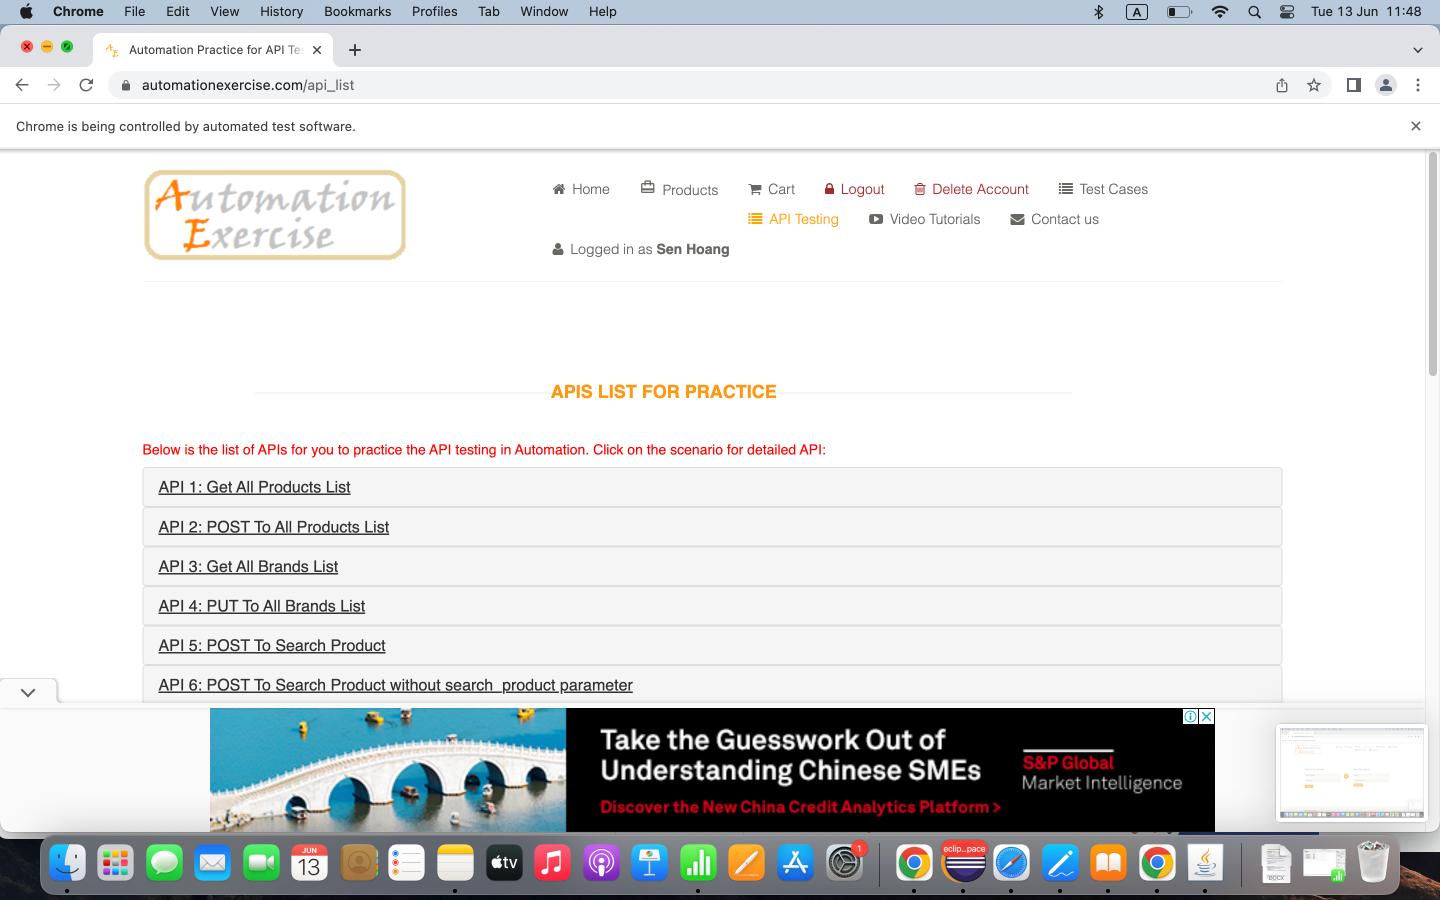 Chrome File Edit View History Bookmarks Profiles Tab Window Help A Tue 13 Jun 11:48
Automation Practice for API Te
automationexercise.com/api_list
Chrome is being controlled by automated test software.
Automation
Exercise
Home Products Cart Logout Delete Account Test Cases
API Testing Video Tutorials Contact us
Logged in as Sen Hoang
APIS LIST FOR PRACTICE
Below is the list of APIs for you to practice the API testing in Automation. Click on the scenario for detailed API:
API 1: Get All Products List
API 2: POST To All Products List
API 3: Get All Brands List
API 4: PUT To All Brands List
API 5: POST To Search Product
API 6: POST To Search Product without search_product parameter
Take the Guesswork Out of
Understanding Chinese SMEs
Discover the New China Credit Analytics Platform >
S&P Global
Market Intelligence
JUN
13
tv
1
eclip...pace
DOCX